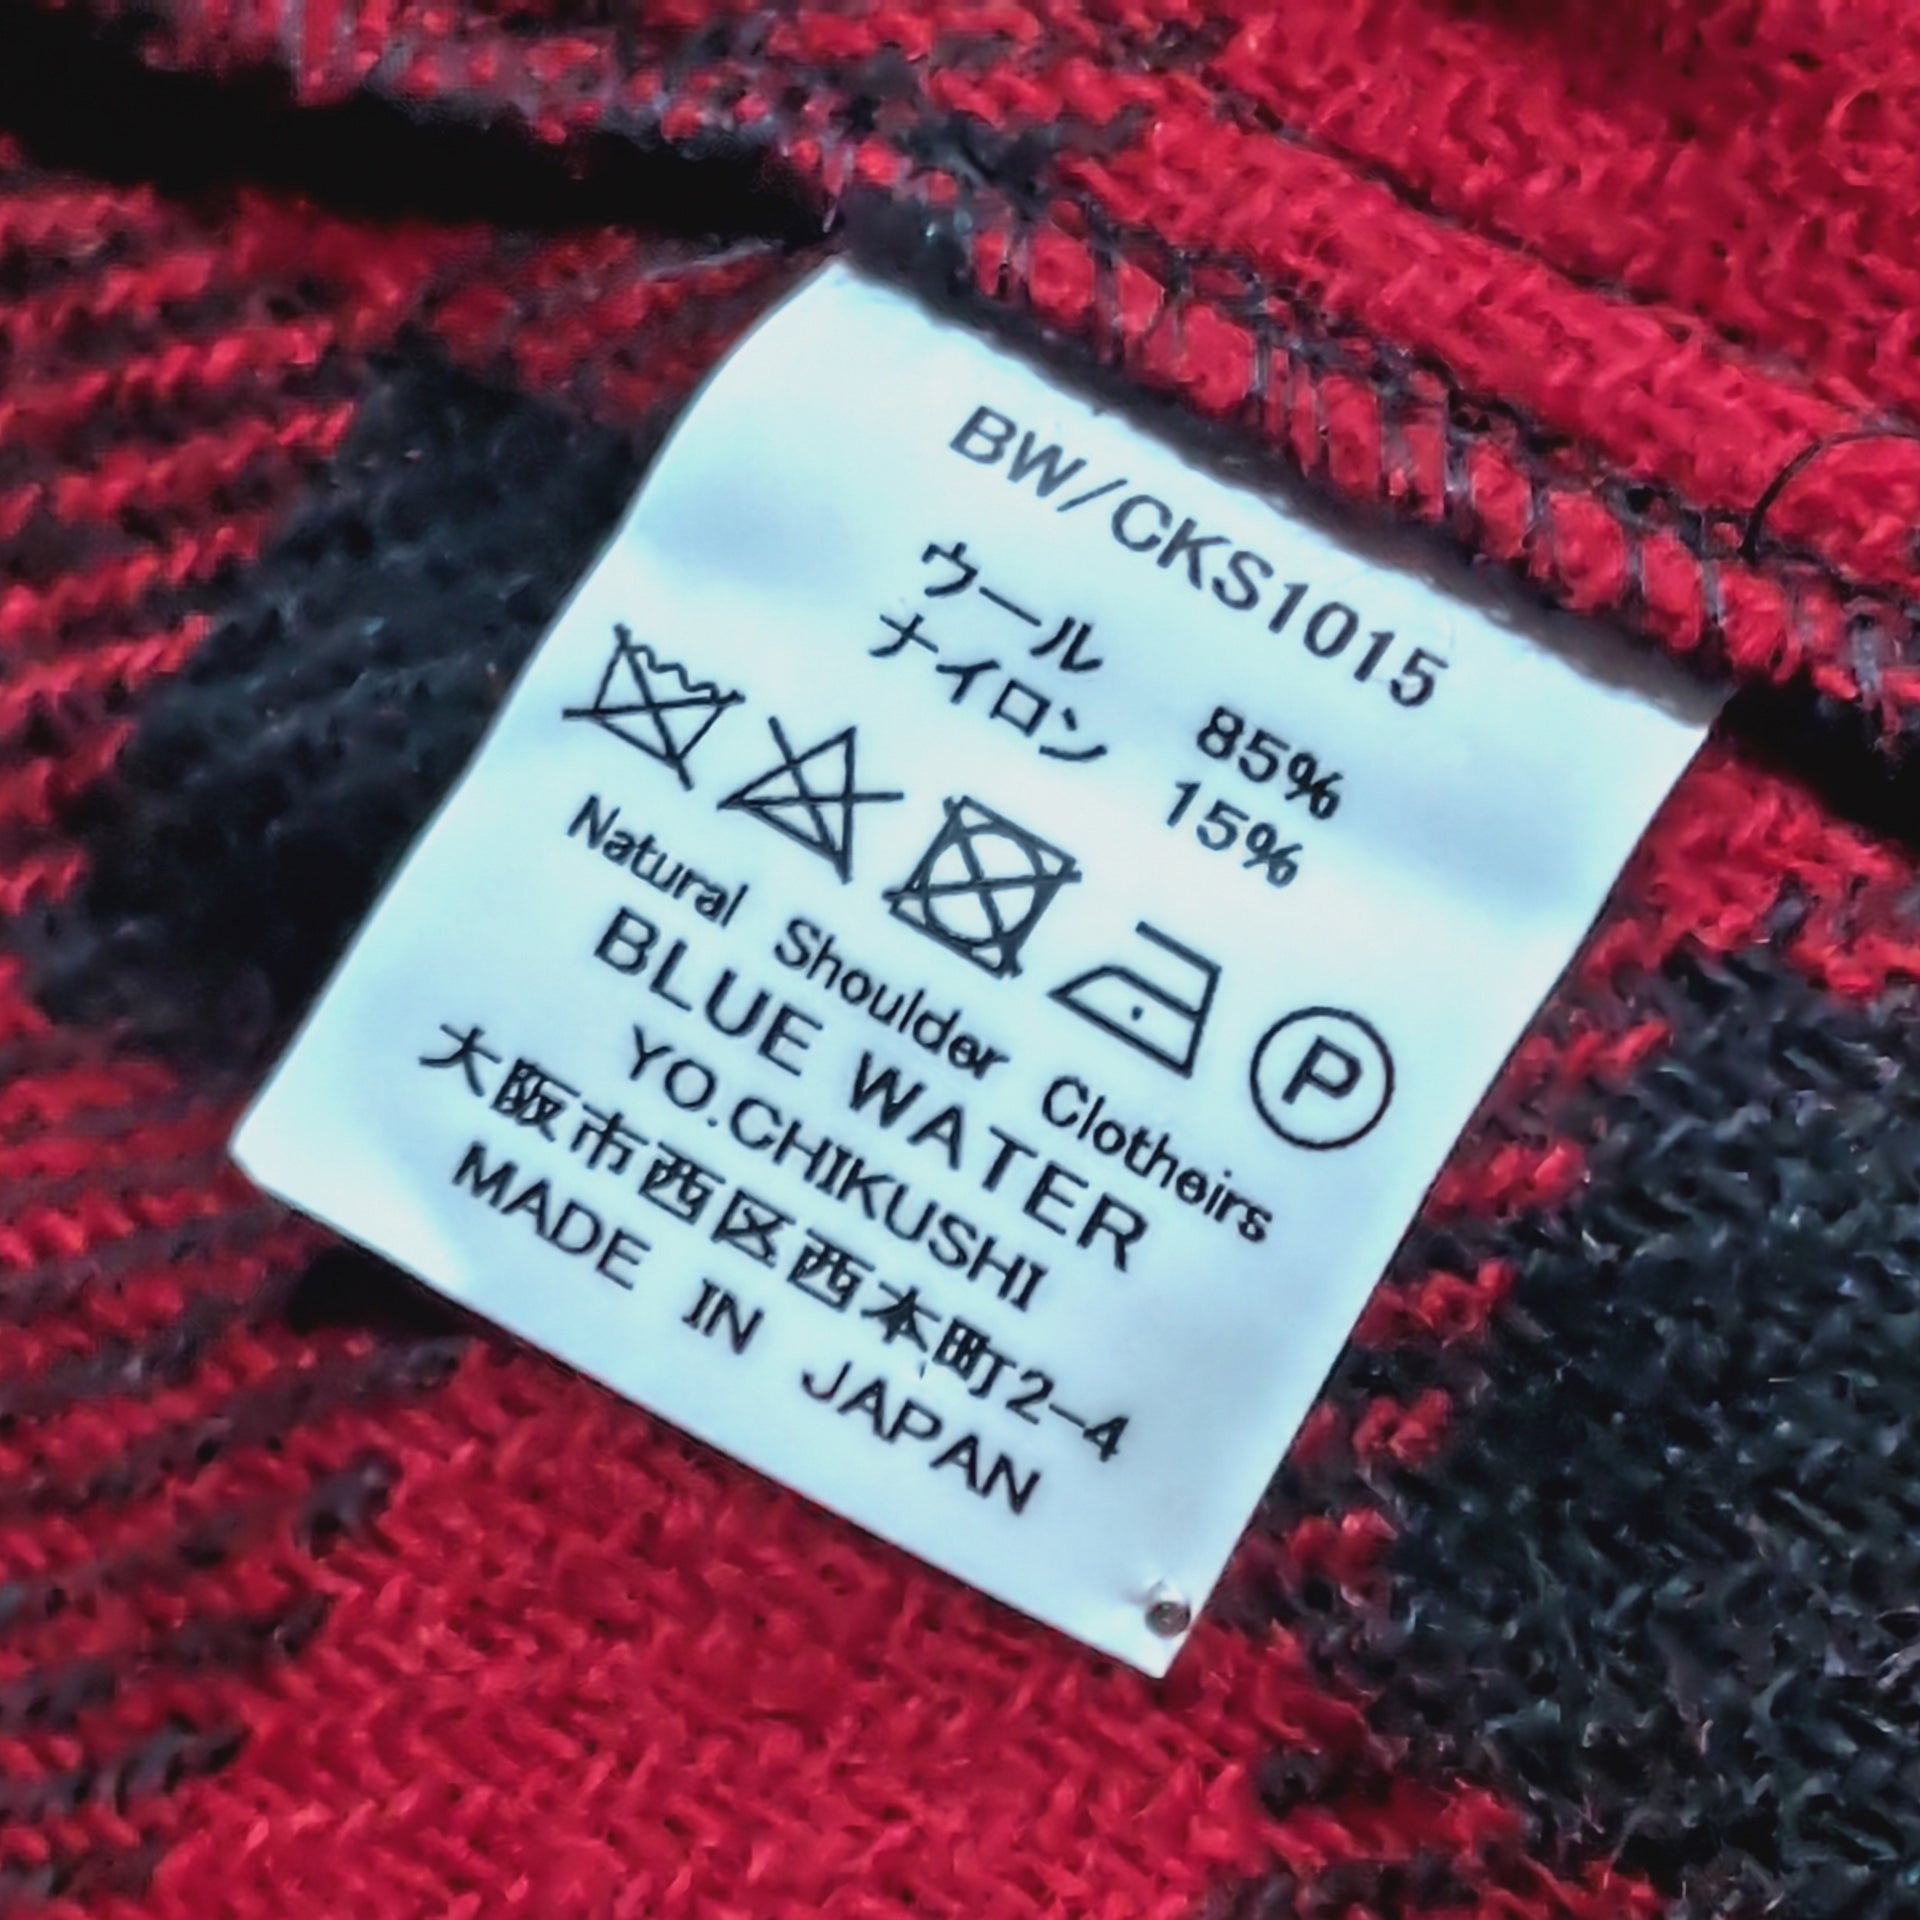 BW/CKS1015
ウール 85%
ナイロン 15%
P
Natural Shoulder Clotheirs
BLUE WATER
YO.CHIKUSHI
大阪市西区西本町2-4
MADE IN JAPAN